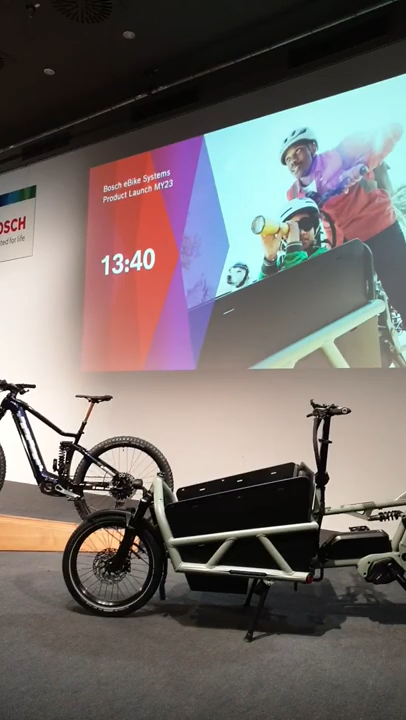 Bosch eBike Systems
Product Launch MY23
13:40
OSCH
ted for life